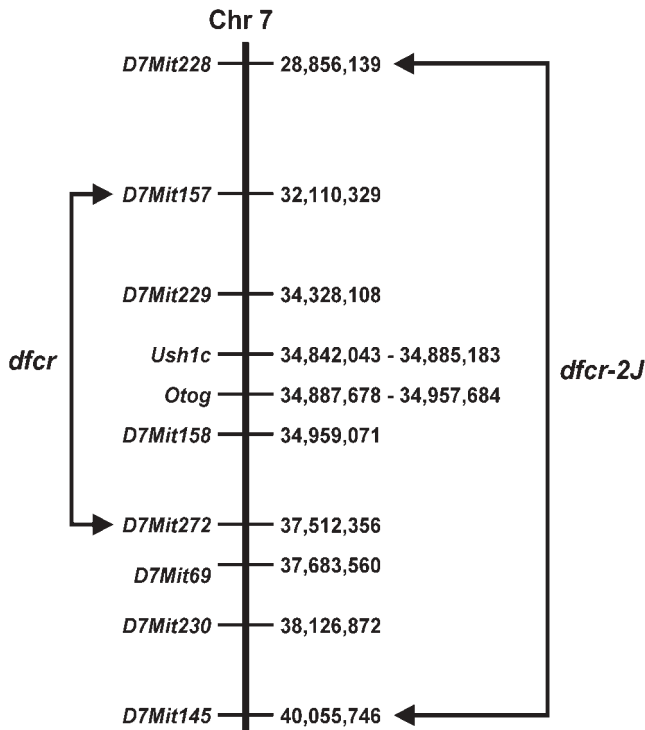 Chr 7
D7Mit228 28,856,139
D7Mit157 32,110,329
D7Mit229 34,328,108
Ush1c 34,842,043 - 34,885,183
dfcr
dfcr-2J
Otog 34,887,678 - 34,957,684
D7Mit158 34,959,071
D7Mit272 37,512,356
D7Mit69 37,683,560
D7Mit230 38,126,872
D7Mit145 40,055,746